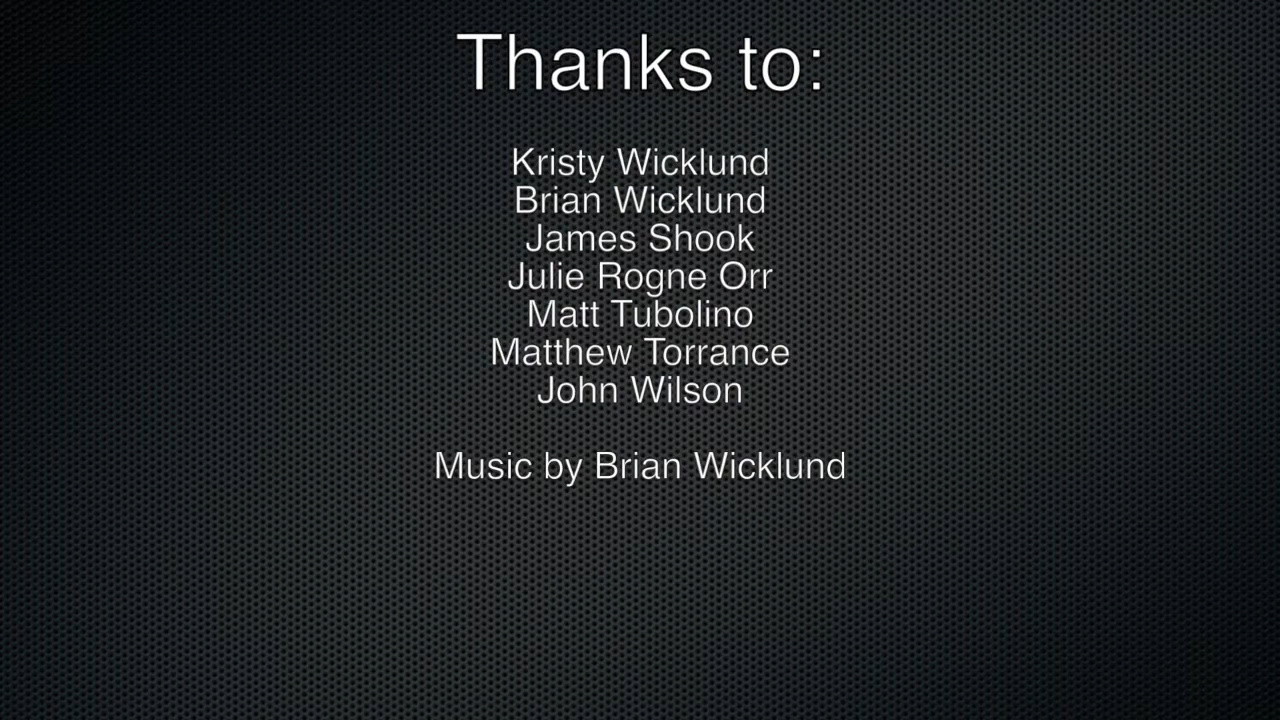 Thanks to:
Kristy Wicklund
Brian Wicklund
James Shook
Julie Rogne Orr
Matt Tubolino
Matthew Torrance
John Wilson
Music by Brian Wicklund